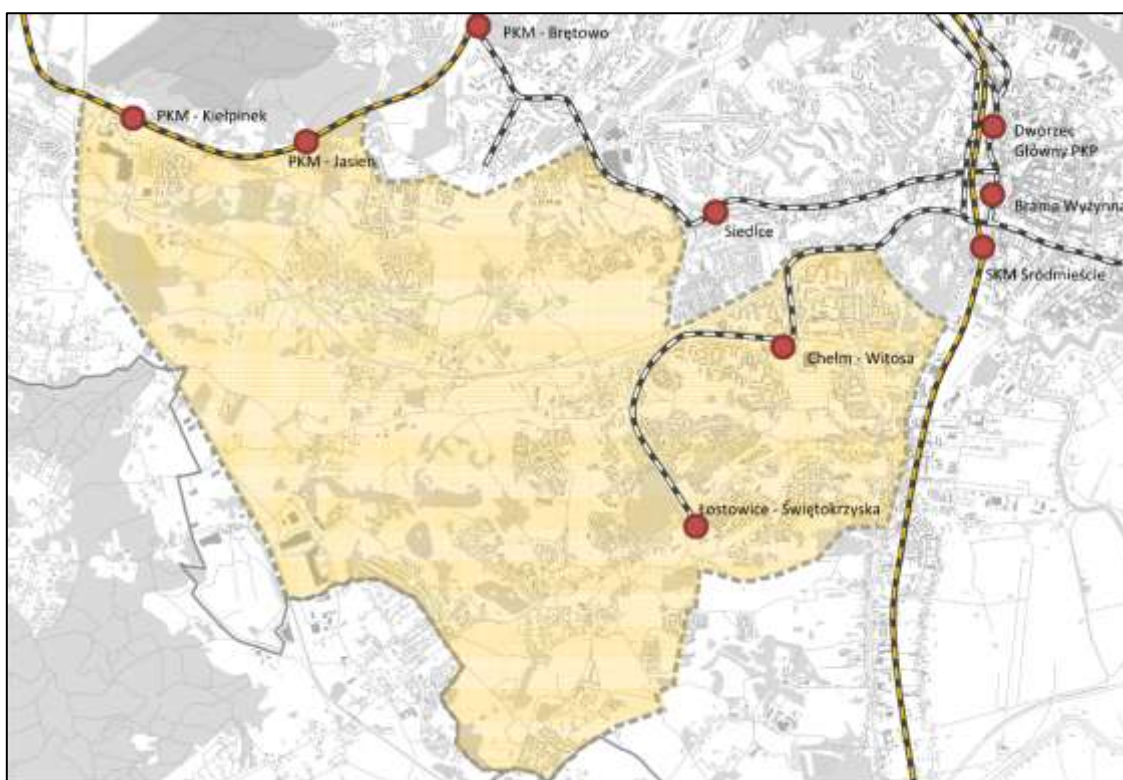 PKM - Brętowo
PKM - Kiełpinek
PKM - Jasień
Dworzec
Główny PKP
Brama Wyżynna
Siedlce
SKM Śródmieście
Chełm - Witosa
Łostowice - Świętokrzyska